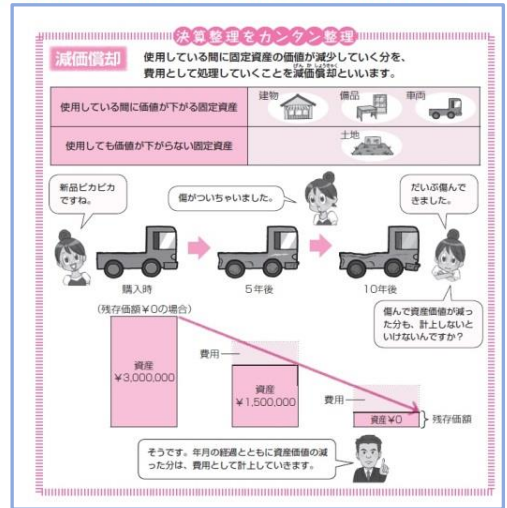 決算整理をカンタン整理
減価償却
使用している間に固定資産の価値が減少していく分を、
費用として処理していくことを減価償却といいます。
げんかしょうきゃく
使用している間に価値が下がる固定資産
建物
備品
車両
使用しても価値が下がらない固定資産
土地
新品ピカピカ
ですね。
傷がついちゃいました。
だいぶ傷んで
きました。
購入時
5年後
10年後
(残存価額¥0の場合)
傷んで資産価値が減っ
た分も、計上しないと
いけないんですか?
資産
¥3,000,000
費用
資産
¥1,500,000
費用
資産¥0
残存価額
そうです。年月の経過とともに資産価値の減
った分は、費用として計上していきます。